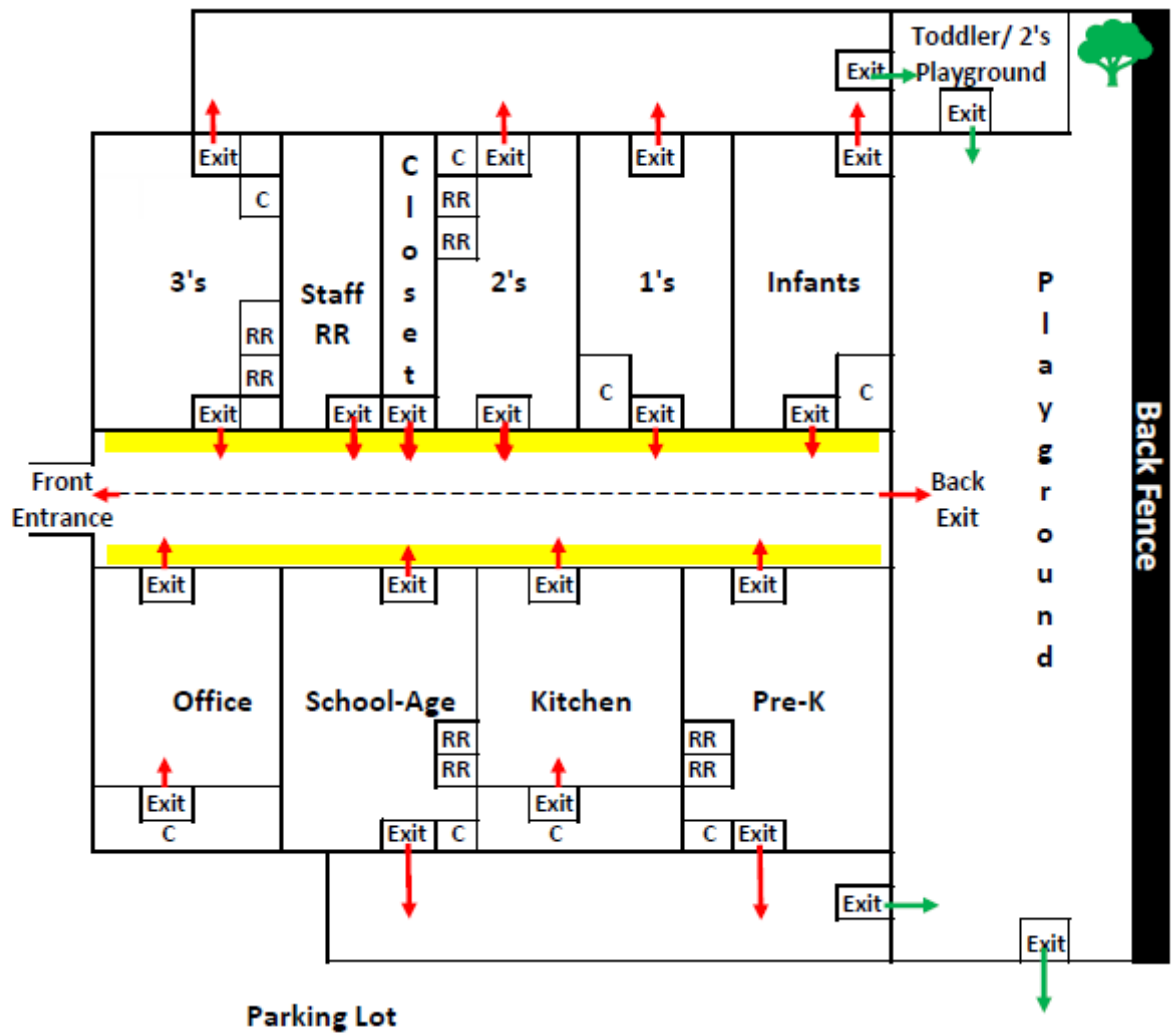 Toddler/ 2's
Playground
Exit
Exit
Exit
Exit
Exit
Exit
C
C
RR
RR
3's
Staff
RR
Closet
2's
1's
Infants
RR
RR
C
C
Exit
Exit
Exit
Exit
Exit
Exit
Playground
Back Fence
Front
Entrance
Back
Exit
Exit
Exit
Exit
Exit
Office
School-Age
Kitchen
Pre-K
RR
RR
RR
RR
Exit
Exit
C
C
Exit
C
C
Exit
Exit
Exit
Parking Lot